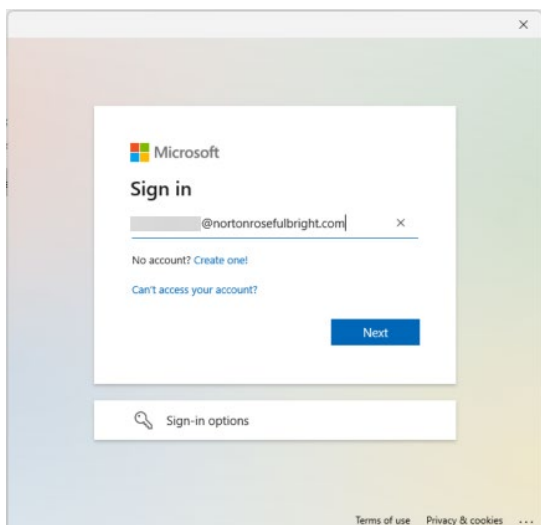 Microsoft
Sign in
@nortonrosefulbright.com
No account? Create one!
Can't access your account?
Next
Sign-in options
Terms of use Privacy & cookies ...